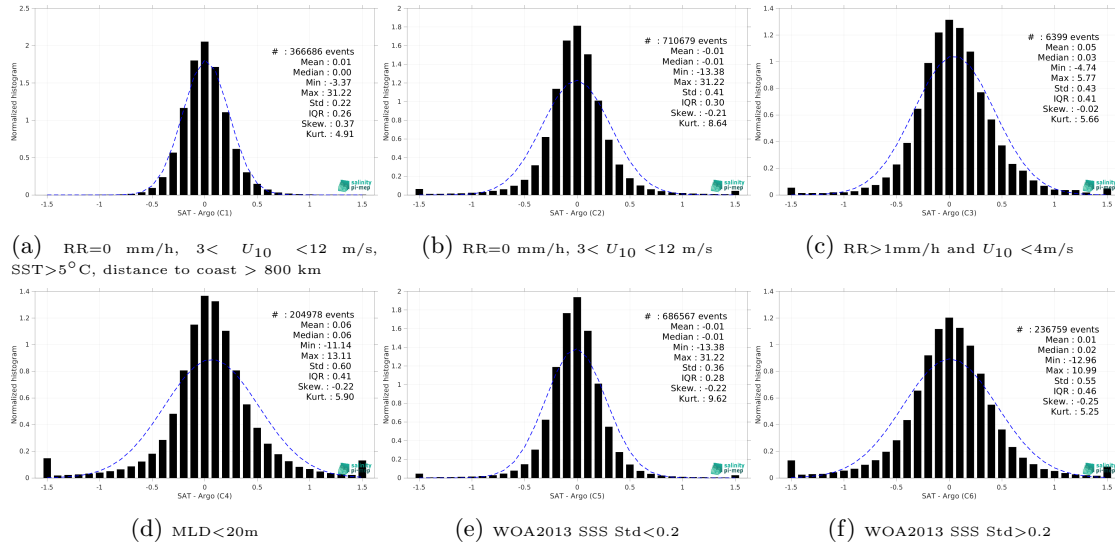 2.5
2
1.5
1
0.5
0
-1.5 -1 -0.5 0 0.5 1 1.5
Normalized histogram
SAT - Argo (C1)
# : 366686 events
Mean : 0.01
Median : 0.00
Min : -3.37
Max : 31.22
Std : 0.22
IQR : 0.26
Skew. : 0.37
Kurt. : 4.91
salinity
pi-mep
(a) RR=0 mm/h, 3< U10 <12 m/s,
SST>5°C, distance to coast > 800 km
2
1.8
1.6
1.4
1.2
1
0.8
0.6
0.4
0.2
0
-1.5 -1 -0.5 0 0.5 1 1.5
Normalized histogram
SAT - Argo (C2)
# : 710679 events
Mean : -0.01
Median : -0.01
Min : -13.38
Max : 31.22
Std : 0.41
IQR : 0.30
Skew. : -0.21
Kurt. : 8.64
salinity
pi-mep
(b) RR=0 mm/h, 3< U10 <12 m/s
1.4
1.2
1
0.8
0.6
0.4
0.2
0
-1.5 -1 -0.5 0 0.5 1 1.5
Normalized histogram
SAT - Argo (C3)
# : 6399 events
Mean : 0.05
Median : 0.03
Min : -4.74
Max : 5.77
Std : 0.43
IQR : 0.41
Skew. : -0.02
Kurt. : 5.66
salinity
pi-mep
(c) RR>1mm/h and U10 <4m/s
1.4
1.2
1
0.8
0.6
0.4
0.2
0
-1.5 -1 -0.5 0 0.5 1 1.5
Normalized histogram
SAT - Argo (C4)
# : 204978 events
Mean : 0.06
Median : 0.06
Min : -11.14
Max : 13.11
Std : 0.60
IQR : 0.41
Skew. : -0.22
Kurt. : 5.90
salinity
pi-mep
(d) MLD<20m
2
1.8
1.6
1.4
1.2
1
0.8
0.6
0.4
0.2
0
-1.5 -1 -0.5 0 0.5 1 1.5
Normalized histogram
SAT - Argo (C5)
# : 686567 events
Mean : -0.01
Median : -0.01
Min : -13.38
Max : 31.22
Std : 0.36
IQR : 0.28
Skew. : -0.22
Kurt. : 9.62
salinity
pi-mep
(e) WOA2013 SSS Std<0.2
1.4
1.2
1
0.8
0.6
0.4
0.2
0
-1.5 -1 -0.5 0 0.5 1 1.5
Normalized histogram
SAT - Argo (C6)
# : 236759 events
Mean : 0.01
Median : 0.02
Min : -12.96
Max : 10.99
Std : 0.55
IQR : 0.46
Skew. : -0.25
Kurt. : 5.25
salinity
pi-mep
(f) WOA2013 SSS Std>0.2